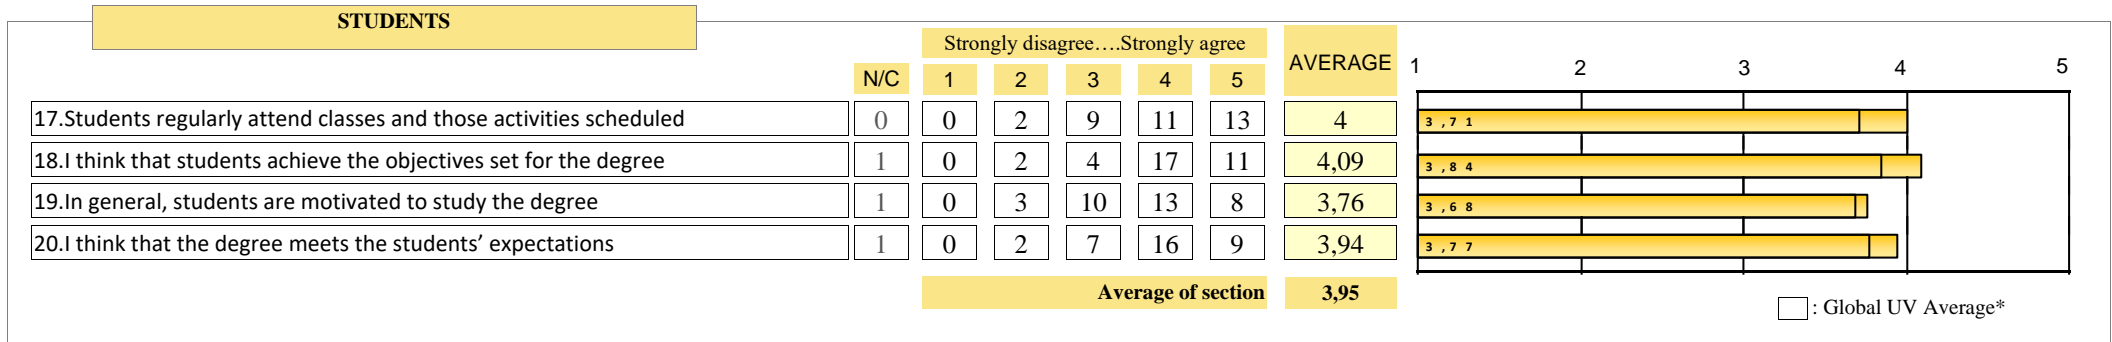 STUDENTS
Strongly disagree….Strongly agree
AVERAGE
N/C 1 2 3 4 5
1 2 3 4 5
17.Students regularly attend classes and those activities scheduled 0 0 2 9 11 13 4 3,71
18.I think that students achieve the objectives set for the degree 1 0 2 4 17 11 4,09 3,84
19.In general, students are motivated to study the degree 1 0 3 10 13 8 3,76 3,68
20.I think that the degree meets the students’ expectations 1 0 2 7 16 9 3,94 3,77
Average of section 3,95
: Global UV Average*